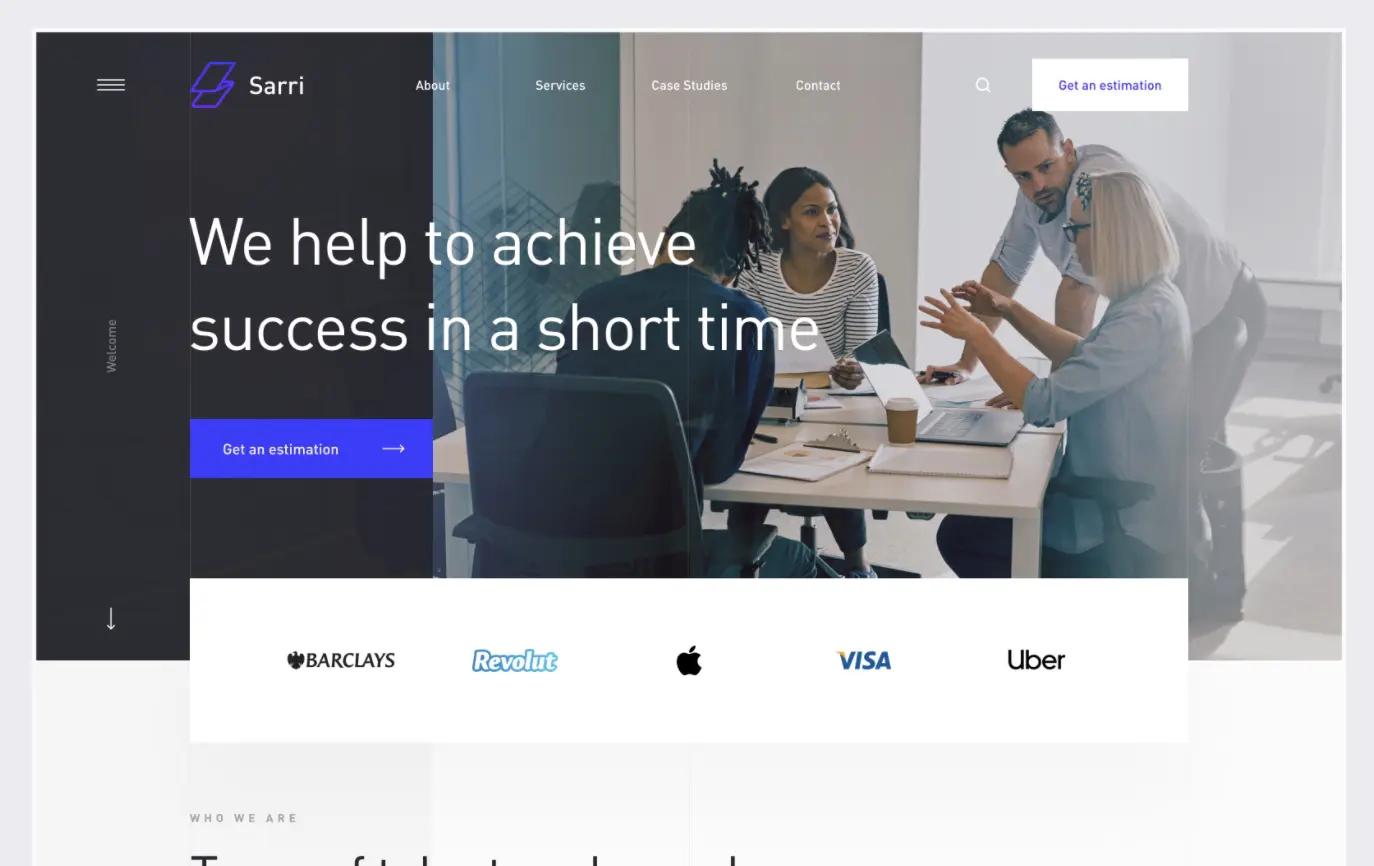 Sarri
About
Services
Case Studies
Contact
Get an estimation
We help to achieve
success in a short time
Welcome
Get an estimation
BARCLAYS
Revolut
VISA
Uber
WHO WE ARE